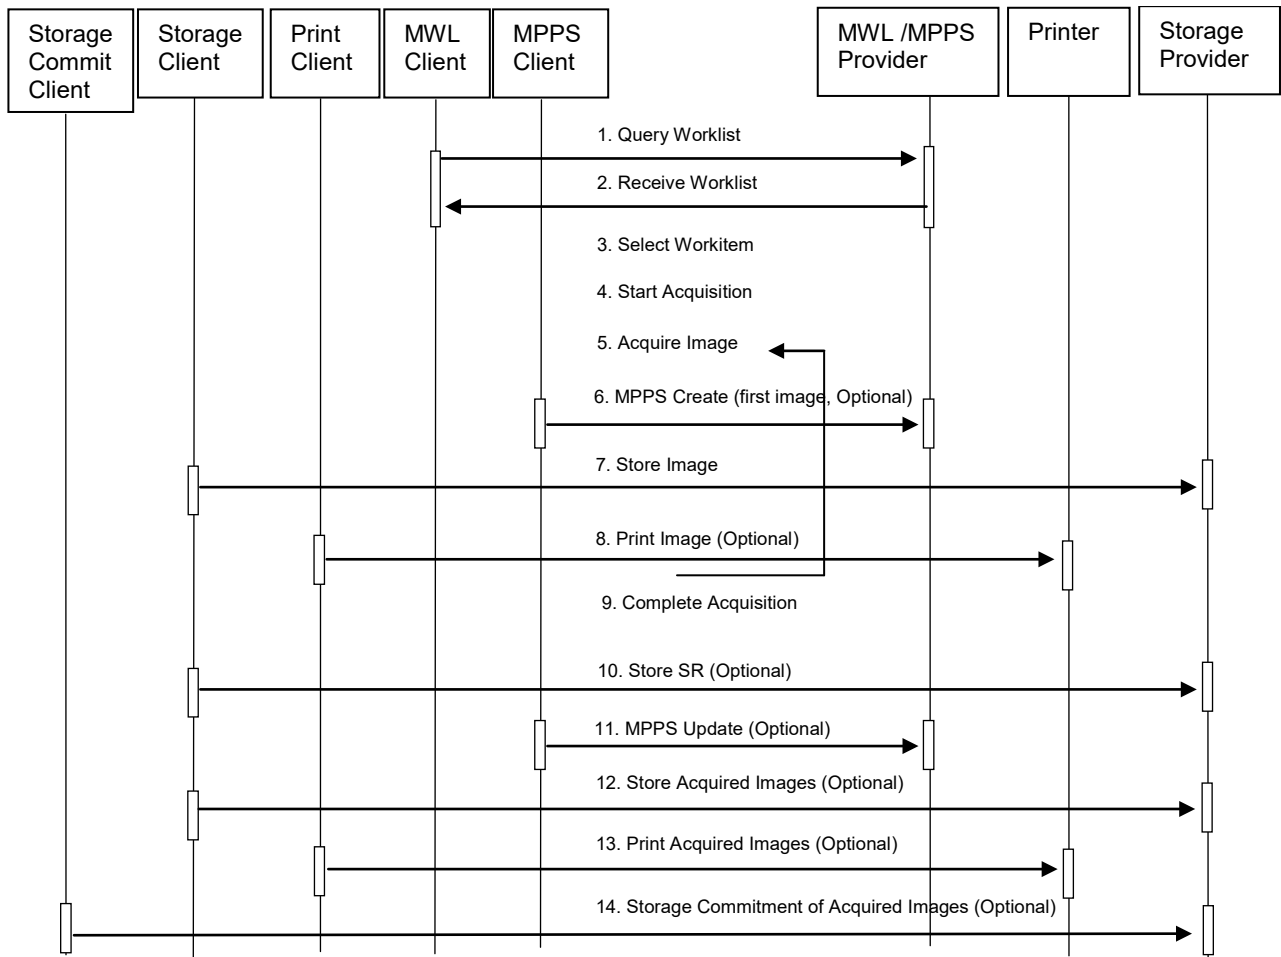 Storage
Commit
Client
Storage
Client
Print
Client
MWL
Client
MPPS
Client
MWL /MPPS
Provider
Printer
Storage
Provider
1. Query Worklist
2. Receive Worklist
3. Select Workitem
4. Start Acquisition
5. Acquire Image
6. MPPS Create (first image, Optional)
7. Store Image
8. Print Image (Optional)
9. Complete Acquisition
10. Store SR (Optional)
11. MPPS Update (Optional)
12. Store Acquired Images (Optional)
13. Print Acquired Images (Optional)
14. Storage Commitment of Acquired Images (Optional)